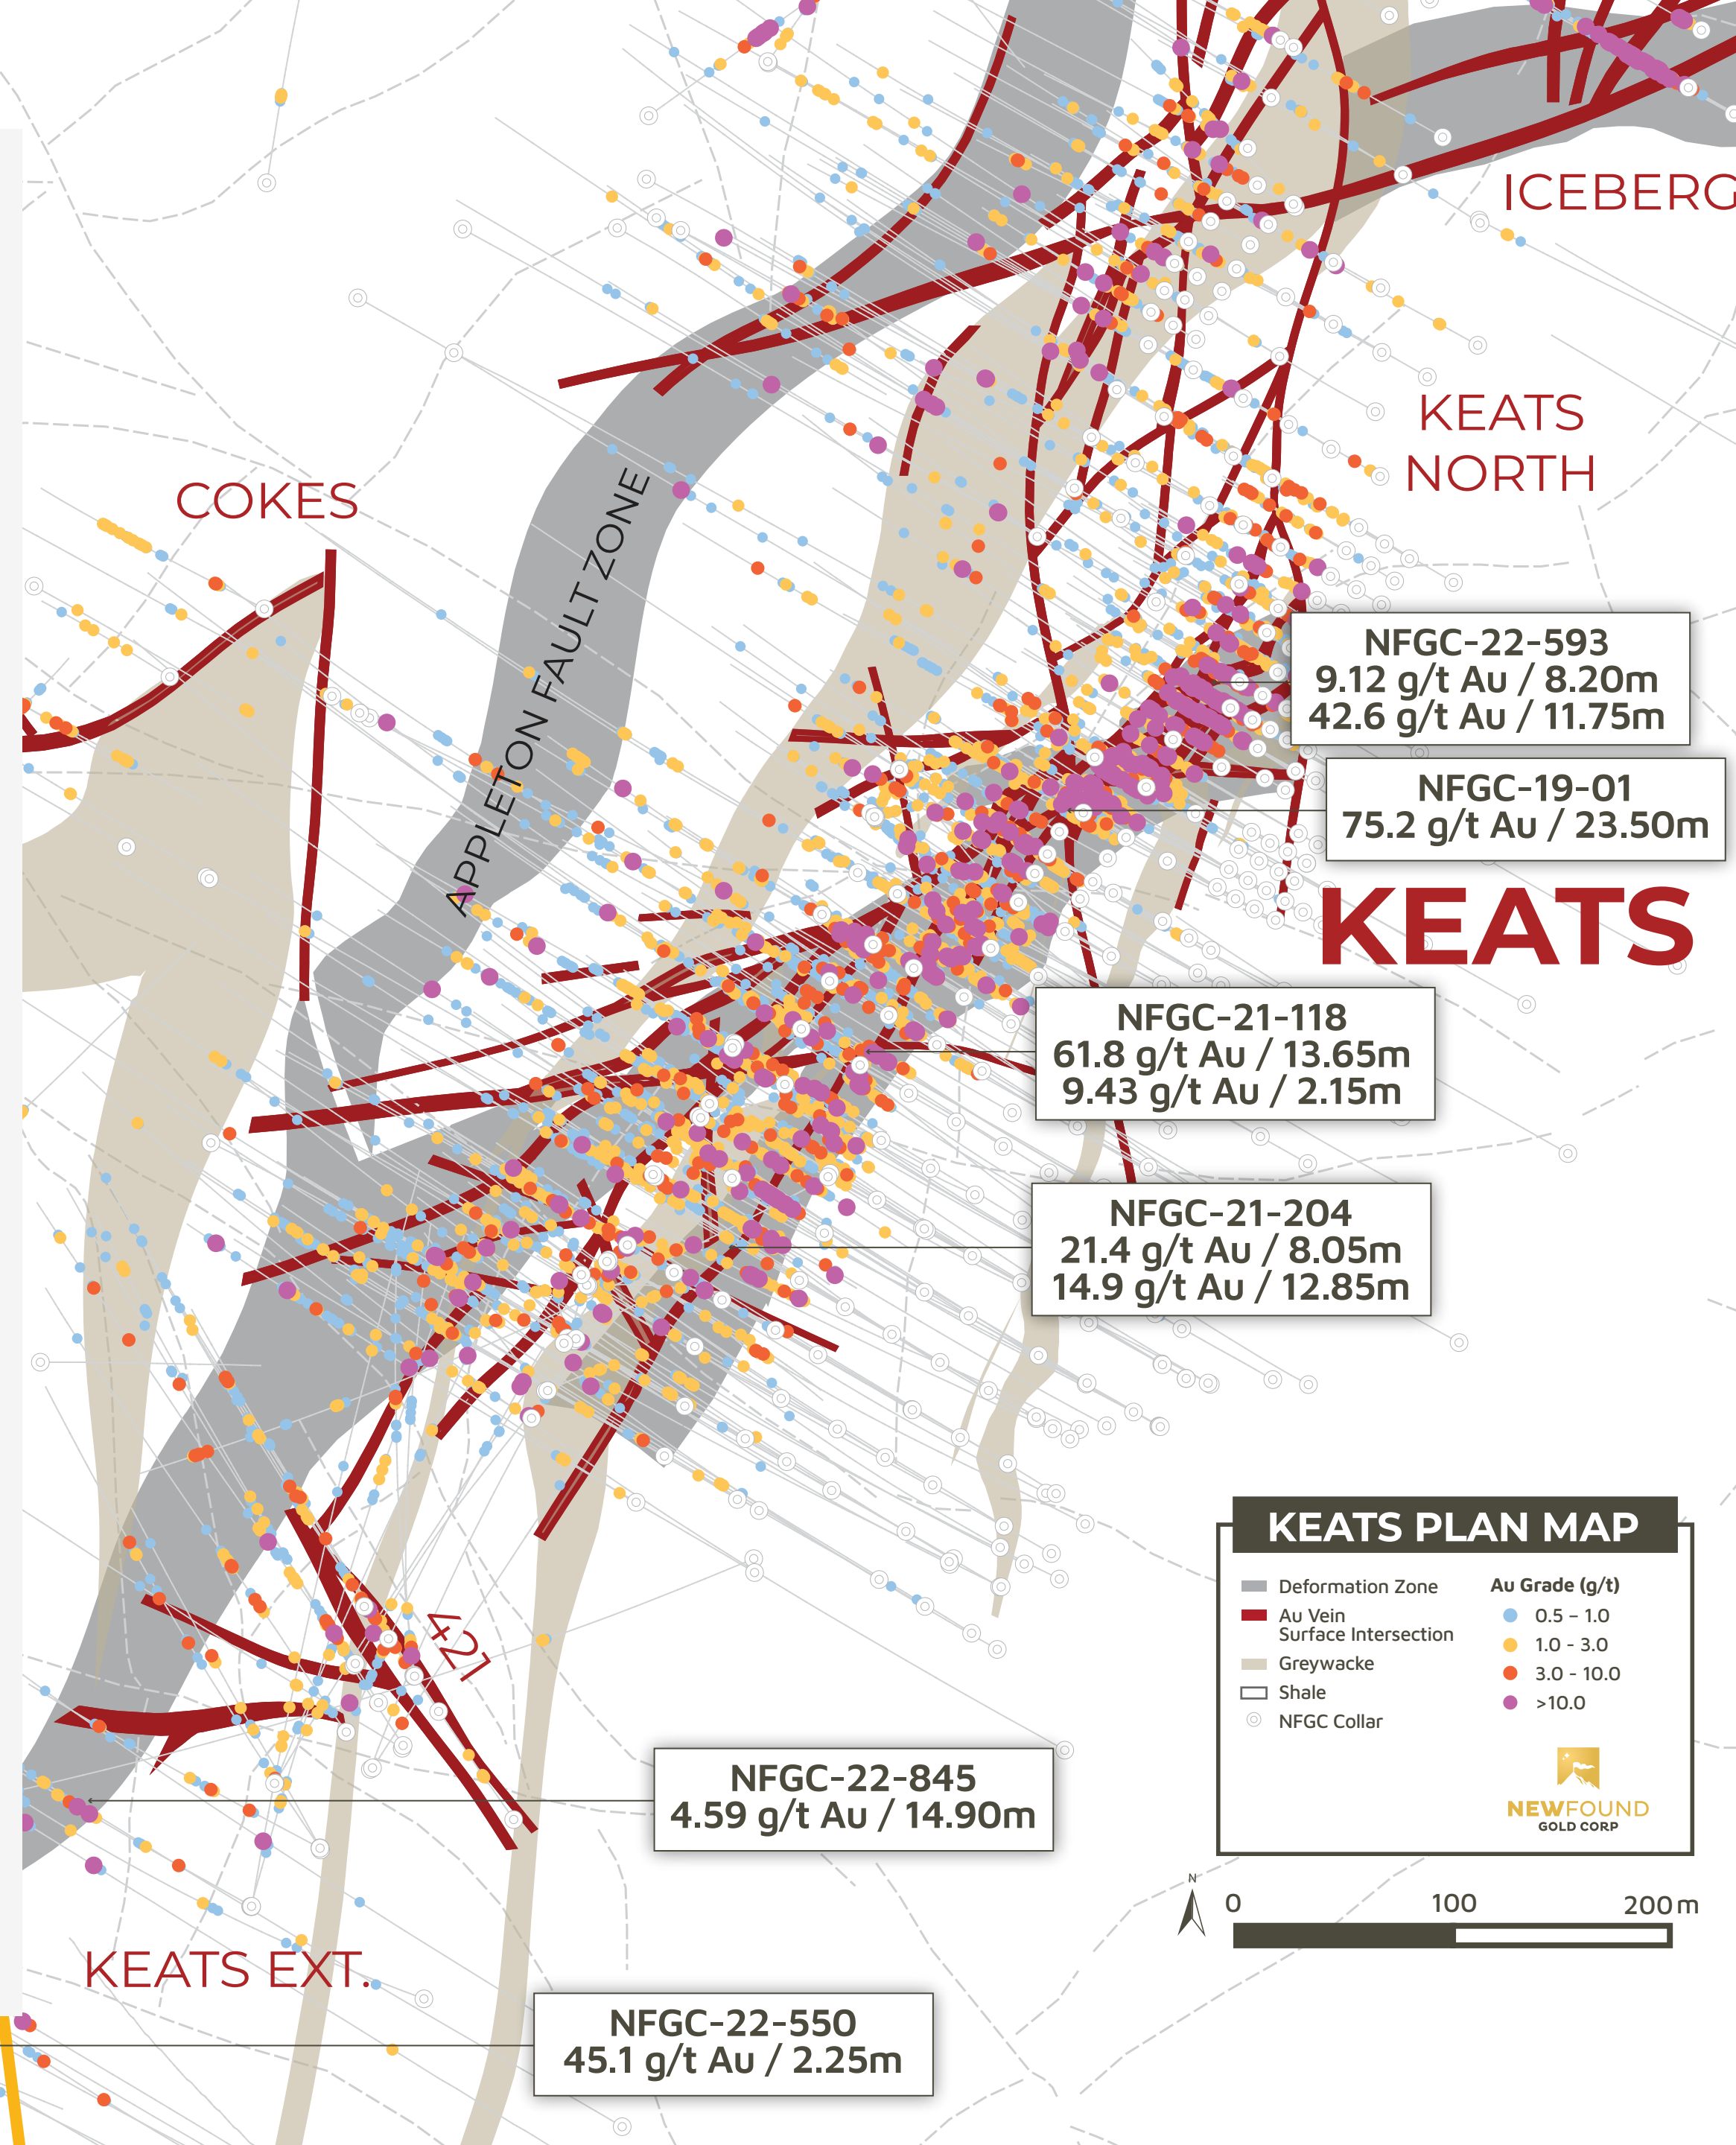 ICEBERG
KEATS
NORTH
COKES
APPLETON FAULT ZONE
NFGC-22-593
9.12 g/t Au / 8.20m
42.6 g/t Au / 11.75m
NFGC-19-01
75.2 g/t Au / 23.50m
KEATS
NFGC-21-118
61.8 g/t Au / 13.65m
9.43 g/t Au / 2.15m
NFGC-21-204
21.4 g/t Au / 8.05m
14.9 g/t Au / 12.85m
421
KEATS PLAN MAP
Deformation Zone
Au Vein
Surface Intersection
Greywacke
Shale
NFGC Collar
Au Grade (g/t)
0.5 – 1.0
1.0 - 3.0
3.0 - 10.0
>10.0
NEWFOUND
GOLD CORP
NFGC-22-845
4.59 g/t Au / 14.90m
N
0 100 200 m
KEATS EXT.
NFGC-22-550
45.1 g/t Au / 2.25m